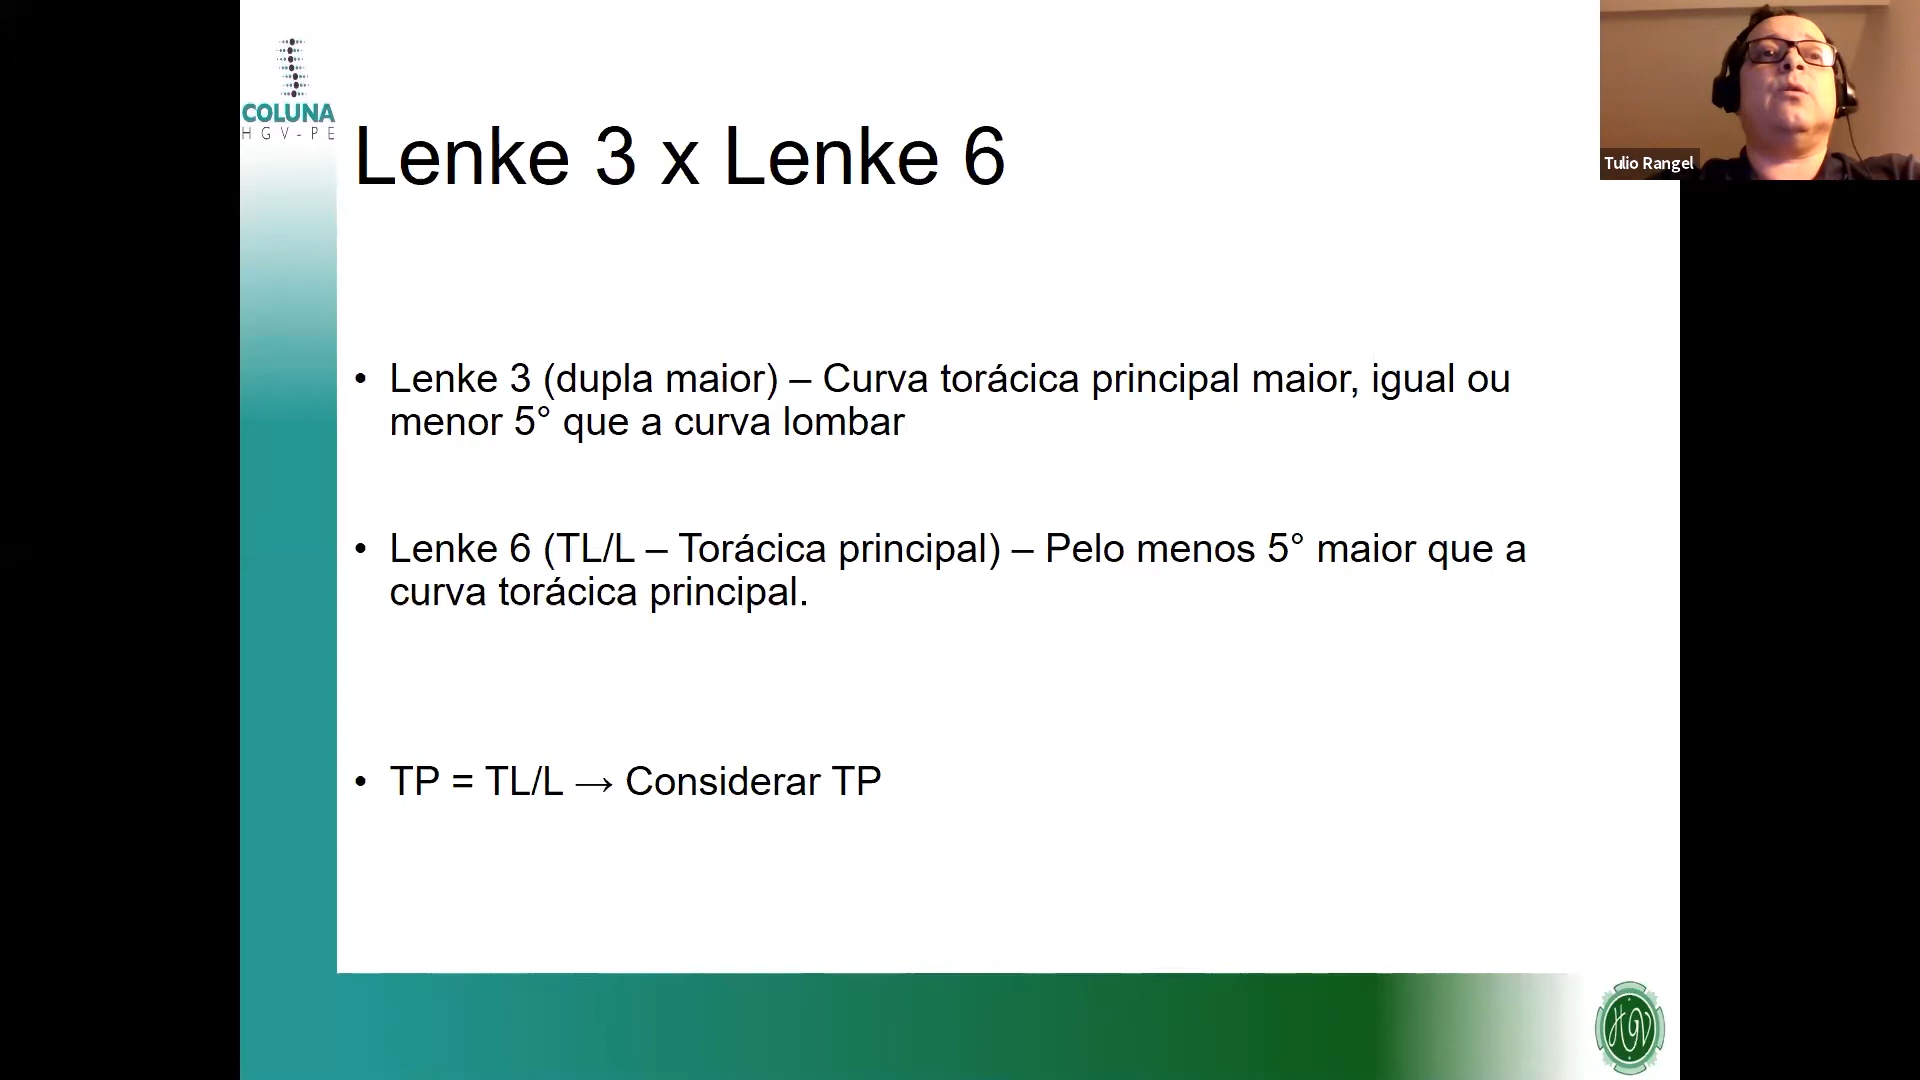 COLUNA
HGV-PE
Lenke 3 x Lenke 6
Tulio Rangel
• Lenke 3 (dupla maior) – Curva torácica principal maior, igual ou
menor 5° que a curva lombar
• Lenke 6 (TL/L – Torácica principal) – Pelo menos 5° maior que a
curva torácica principal.
• TP = TL/L → Considerar TP
HGV